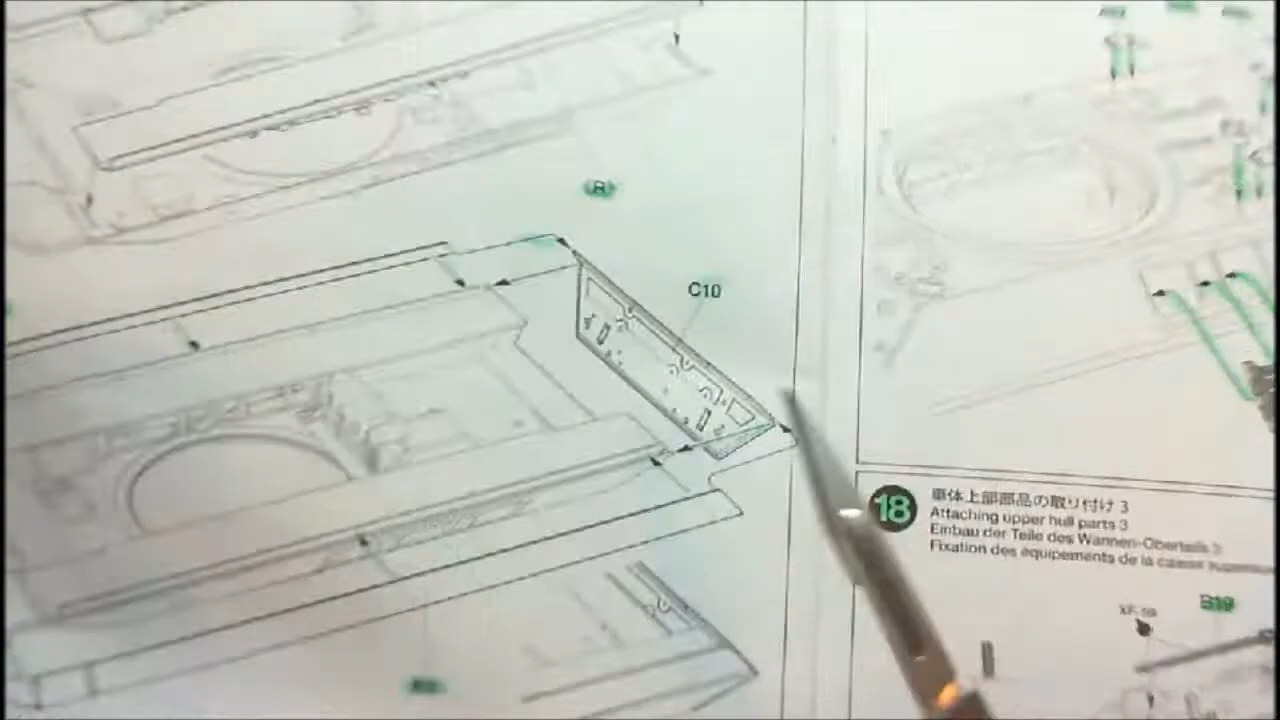 (R)
C10
18
車体上部部品の取り付け 3
Attaching upper hull parts 3
Einbau der Teile des Wannen-Oberteils 3
Fixation des équipements de la caisse
B19